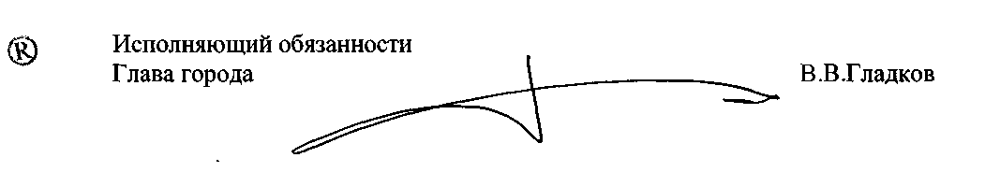 ® Исполняющий обязанности
Глава города В.В.Гладков